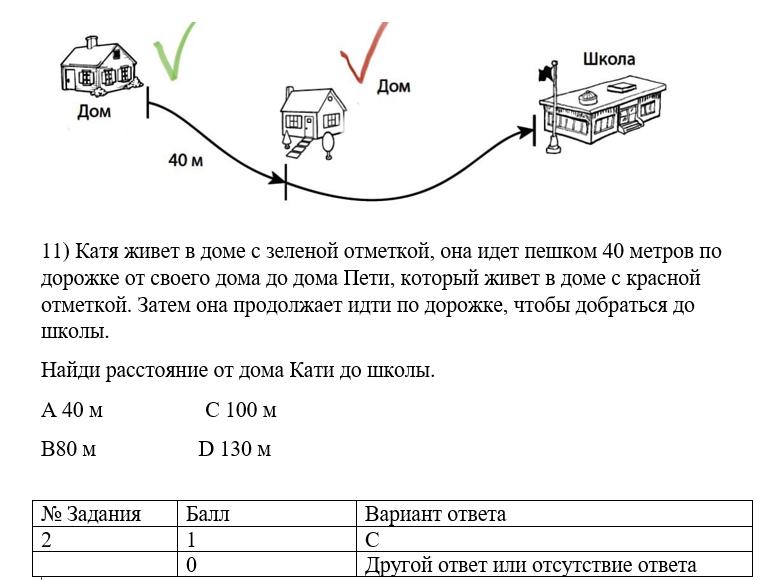 Школа
Дом
Дом
40 м
11) Катя живет в доме с зеленой отметкой, она идет пешком 40 метров по
дорожке от своего дома до дома Пети, который живет в доме с красной
отметкой. Затем она продолжает идти по дорожке, чтобы добраться до
школы.
Найди расстояние от дома Кати до школы.
А 40 м С 100 м
В80 м D 130 м
№ Задания Балл Вариант ответа
2 1 С
0 Другой ответ или отсутствие ответа